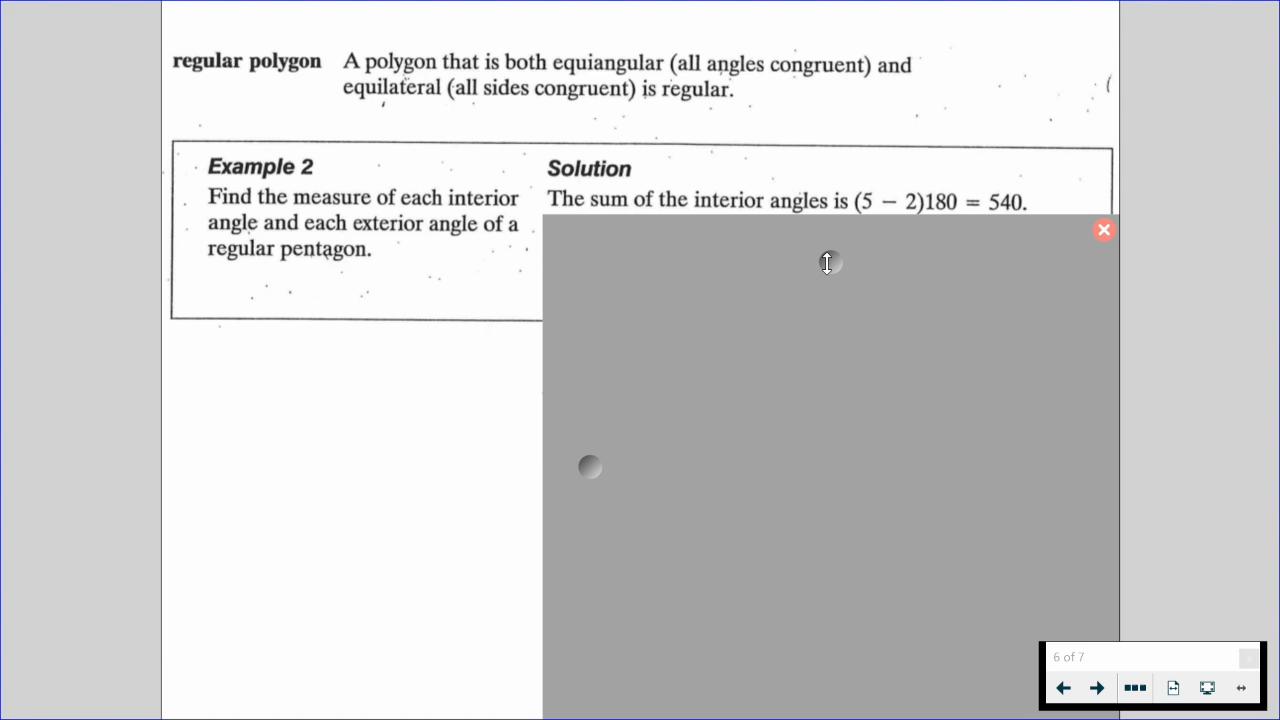 regular polygon A polygon that is both equiangular (all angles congruent) and
equilateral (all sides congruent) is regular.
Example 2
Find the measure of each interior
angle and each exterior angle of a
regular pentagon.
Solution
The sum of the interior angles is (5 − 2)180 = 540.
6 of 7